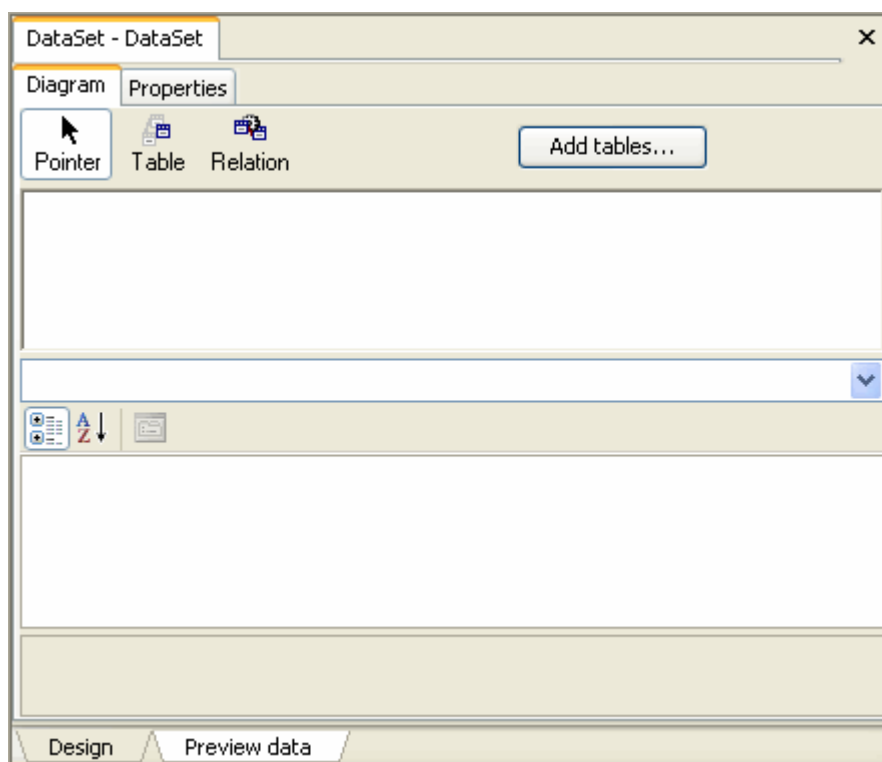 DataSet - DataSet
Diagram Properties
Pointer Table Relation Add tables...
A
Z
Design Preview data